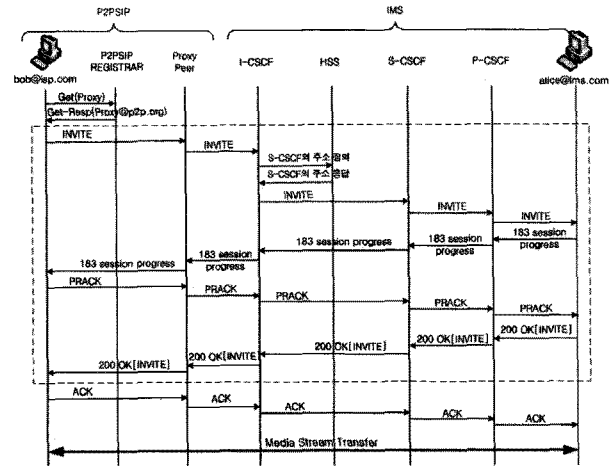 P2PSIP
IMS
bob@isp.com
P2PSIP REGISTRAR
Proxy Peer
I-CSCF
HSS
S-CSCF
P-CSCF
alice@ims.com
Get(Proxy)
Get-Resp(Proxy@p2p.org)
INVITE
INVITE
S-CSCF의 주소 질의
S-CSCF의 주소 응답
INVITE
INVITE
INVITE
183 session progress
183 session progress
183 session progress
183 session progress
183 session progress
PRACK
PRACK
PRACK
PRACK
PRACK
200 OK[INVITE]
200 OK[INVITE]
200 OK[INVITE]
200 OK[INVITE]
200 OK[INVITE]
ACK
ACK
ACK
ACK
ACK
Media Stream Transfer